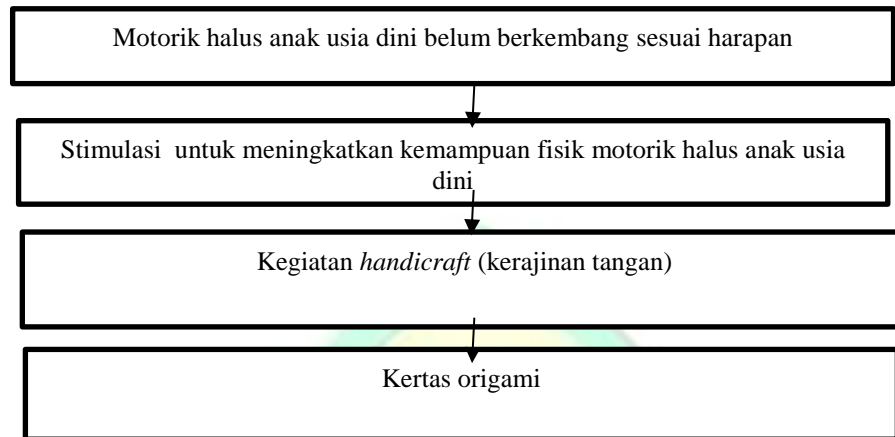 Motorik halus anak usia dini belum berkembang sesuai harapan
Stimulasi untuk meningkatkan kemampuan fisik motorik halus anak usia
dini
Kegiatan handicraft (kerajinan tangan)
Kertas origami